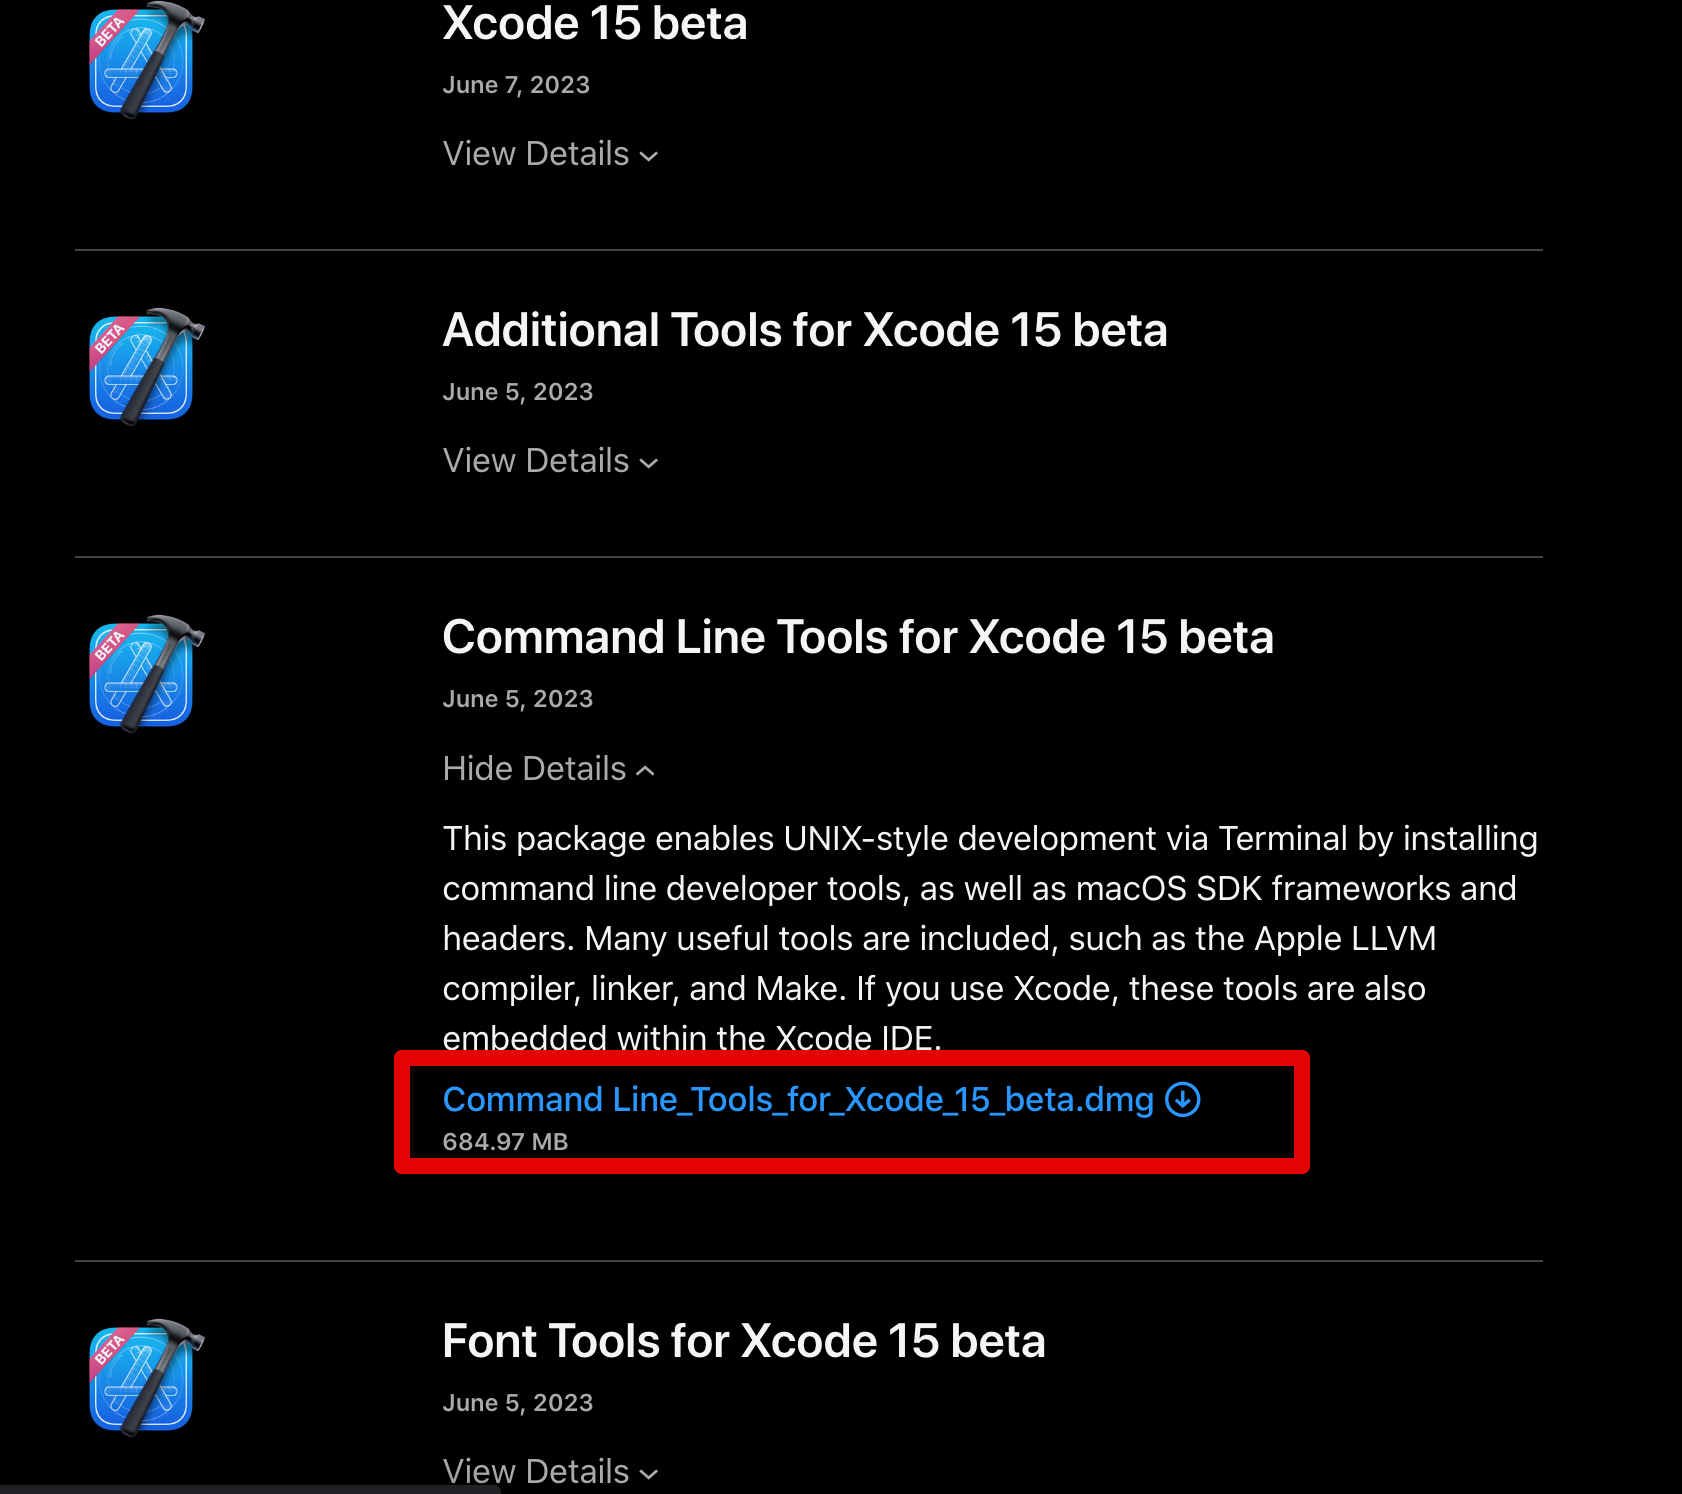 BETA
Xcode 15 beta
June 7, 2023
View Details
BETA
Additional Tools for Xcode 15 beta
June 5, 2023
View Details
BETA
Command Line Tools for Xcode 15 beta
June 5, 2023
Hide Details
This package enables UNIX-style development via Terminal by installing
command line developer tools, as well as macOS SDK frameworks and
headers. Many useful tools are included, such as the Apple LLVM
compiler, linker, and Make. If you use Xcode, these tools are also
embedded within the Xcode IDE.
Command Line_Tools_for_Xcode_15_beta.dmg
684.97 MB
BETA
Font Tools for Xcode 15 beta
June 5, 2023
View Details